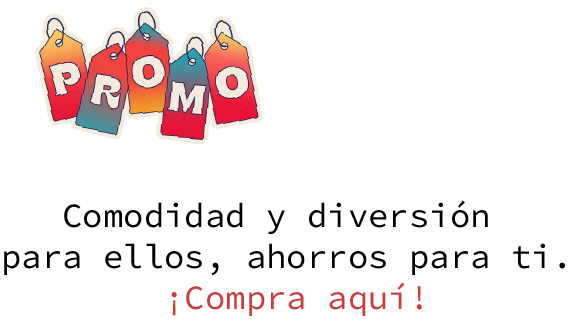 PROMO
Comodidad y diversión
para ellos, ahorros para ti.
¡Compra aquí!